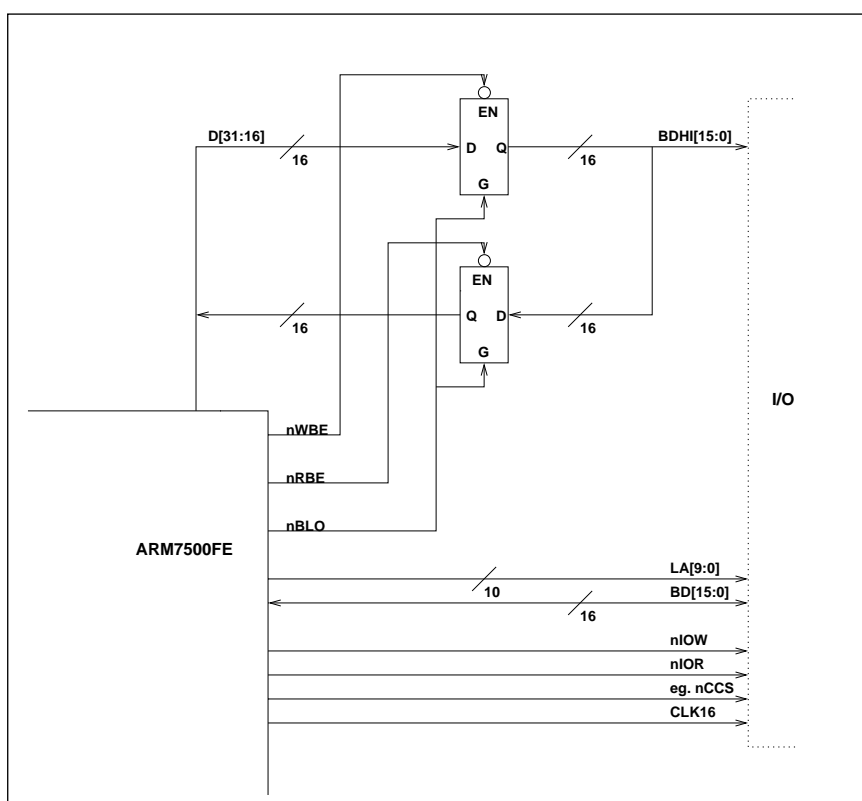 EN
D[31:16]
BDHI[15:0]
D
Q
16
16
G
EN
Q
D
16
16
G
I/O
nWBE
nRBE
nBLO
ARM7500FE
LA[9:0]
10
BD[15:0]
16
nIOW
nIOR
eg. nCCS
CLK16